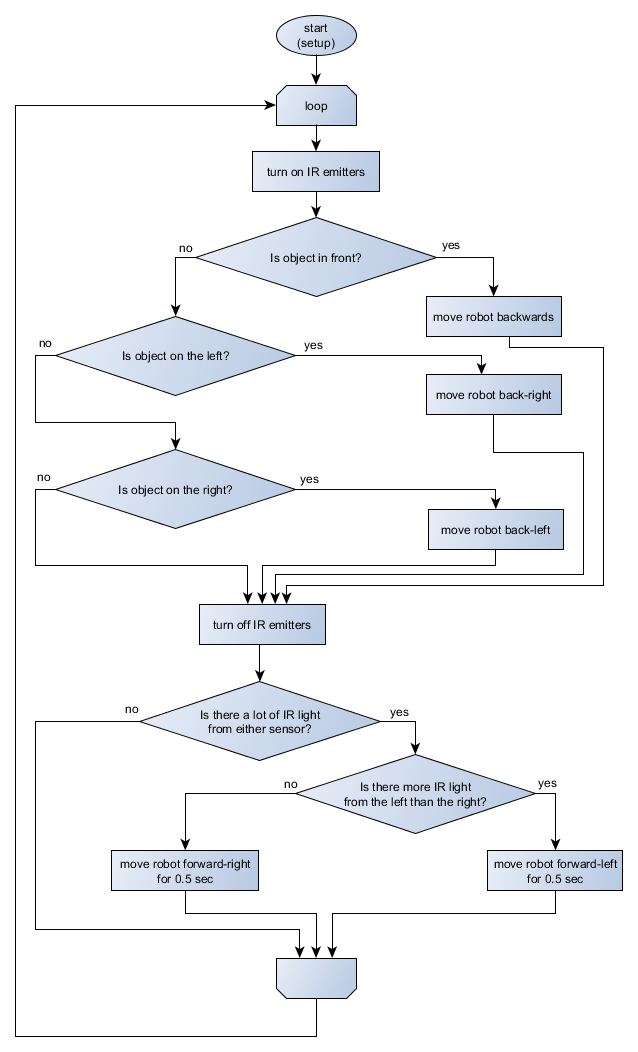 start
(setup)
loop
turn on IR emitters
Is object in front?
no
yes
move robot backwards
Is object on the left?
no
yes
move robot back-right
Is object on the right?
no
yes
move robot back-left
turn off IR emitters
Is there a lot of IR light
from either sensor?
no
yes
Is there more IR light
from the left than the right?
no
yes
move robot forward-right
for 0.5 sec
move robot forward-left
for 0.5 sec